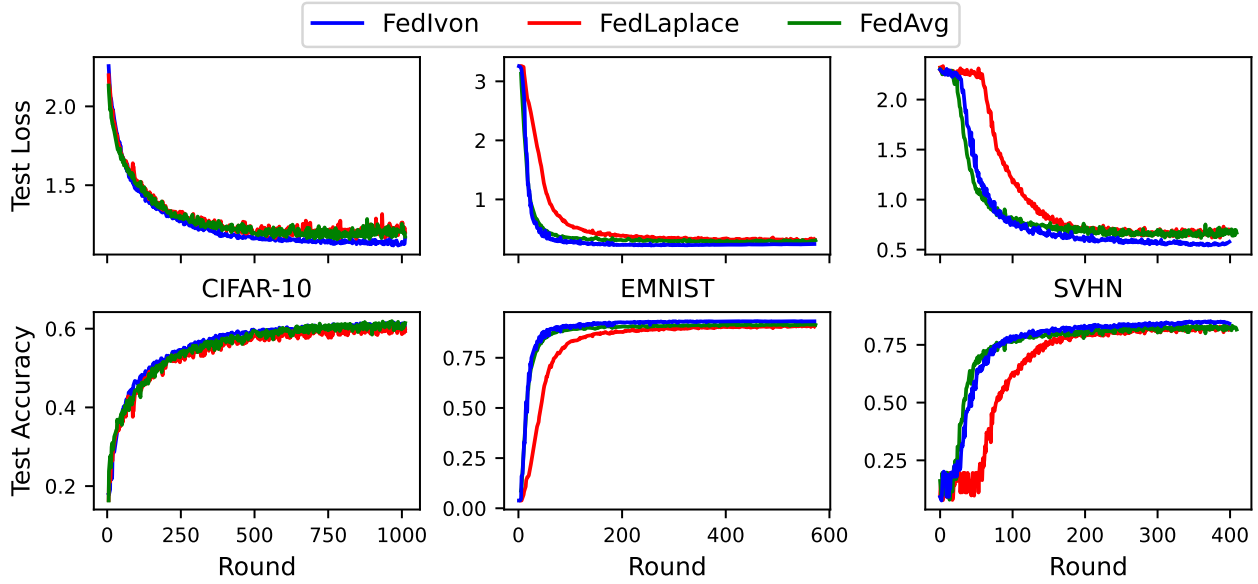 FedIvon FedLaplace FedAvg
Test Loss
2.0
1.5
3
2
1
2.0
1.5
1.0
0.5
CIFAR-10 EMNIST SVHN
Test Accuracy
0.6
0.4
0.2
0.75
0.50
0.25
0.00
0.75
0.50
0.25
0 250 500 750 1000
0 200 400 600
0 100 200 300 400
Round Round Round